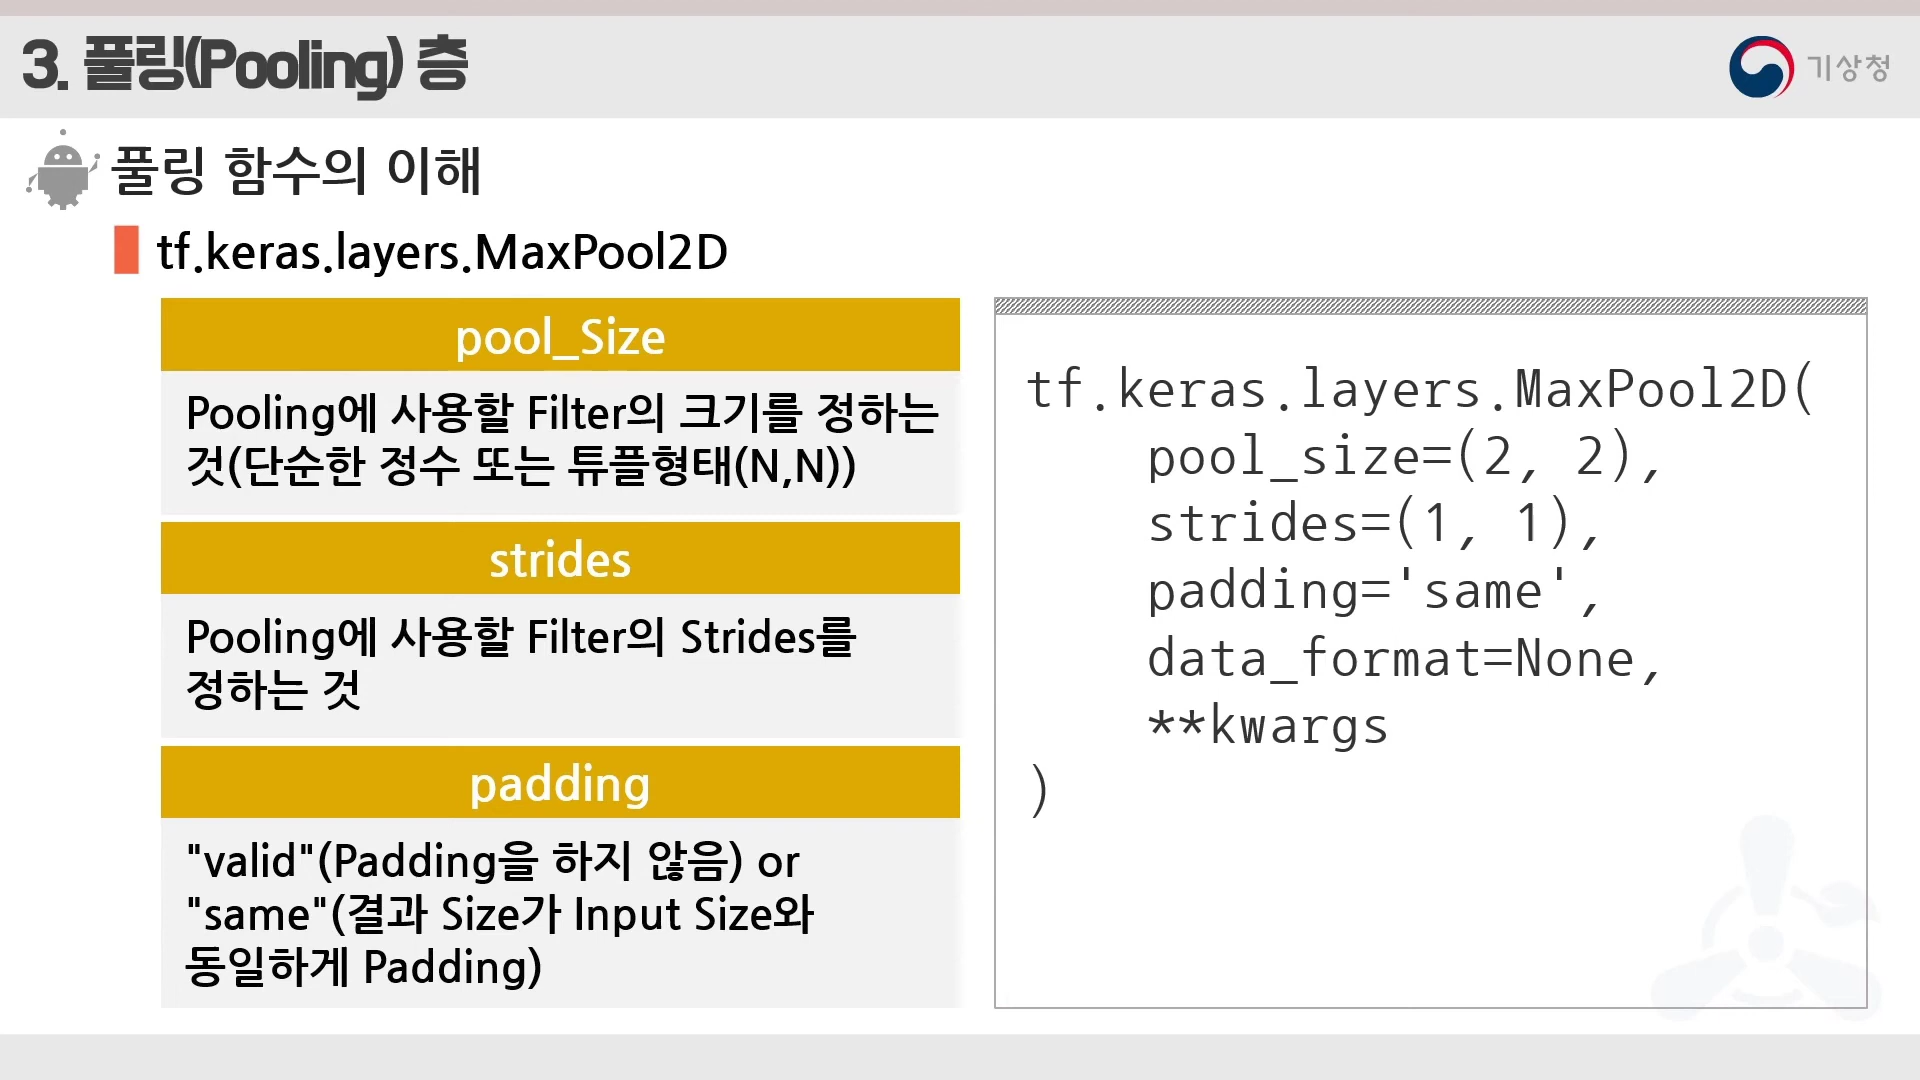 3. 풀링(Pooling) 층
기상청
풀링 함수의 이해
tf.keras.layers.MaxPool2D
pool_Size
Pooling에 사용할 Filter의 크기를 정하는
것(단순한 정수 또는 튜플형태(N,N))
strides
Pooling에 사용할 Filter의 Strides를
정하는 것
padding
"valid"(Padding을 하지 않음) or
"same"(결과 Size가 Input Size와
동일하게 Padding)
tf.keras.layers.MaxPool2D(
pool_size=(2, 2),
strides=(1, 1),
padding='same',
data_format=None,
**kwargs
)